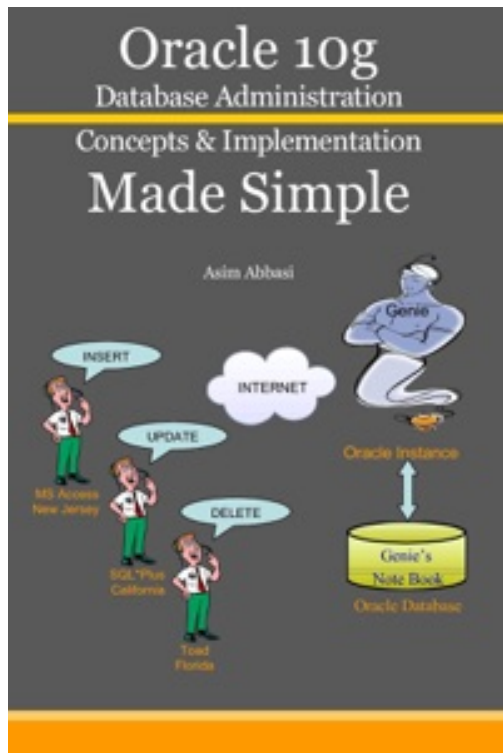 Oracle 10g
Database Administration
Concepts & Implementation
Made Simple
Asim Abbasi
Genie
INSERT
INTERNET
UPDATE
Oracle Instance
MS Access
New Jersey
DELETE
SQL*Plus
California
Genie's
Note Book
Oracle Database
Toad
Florida